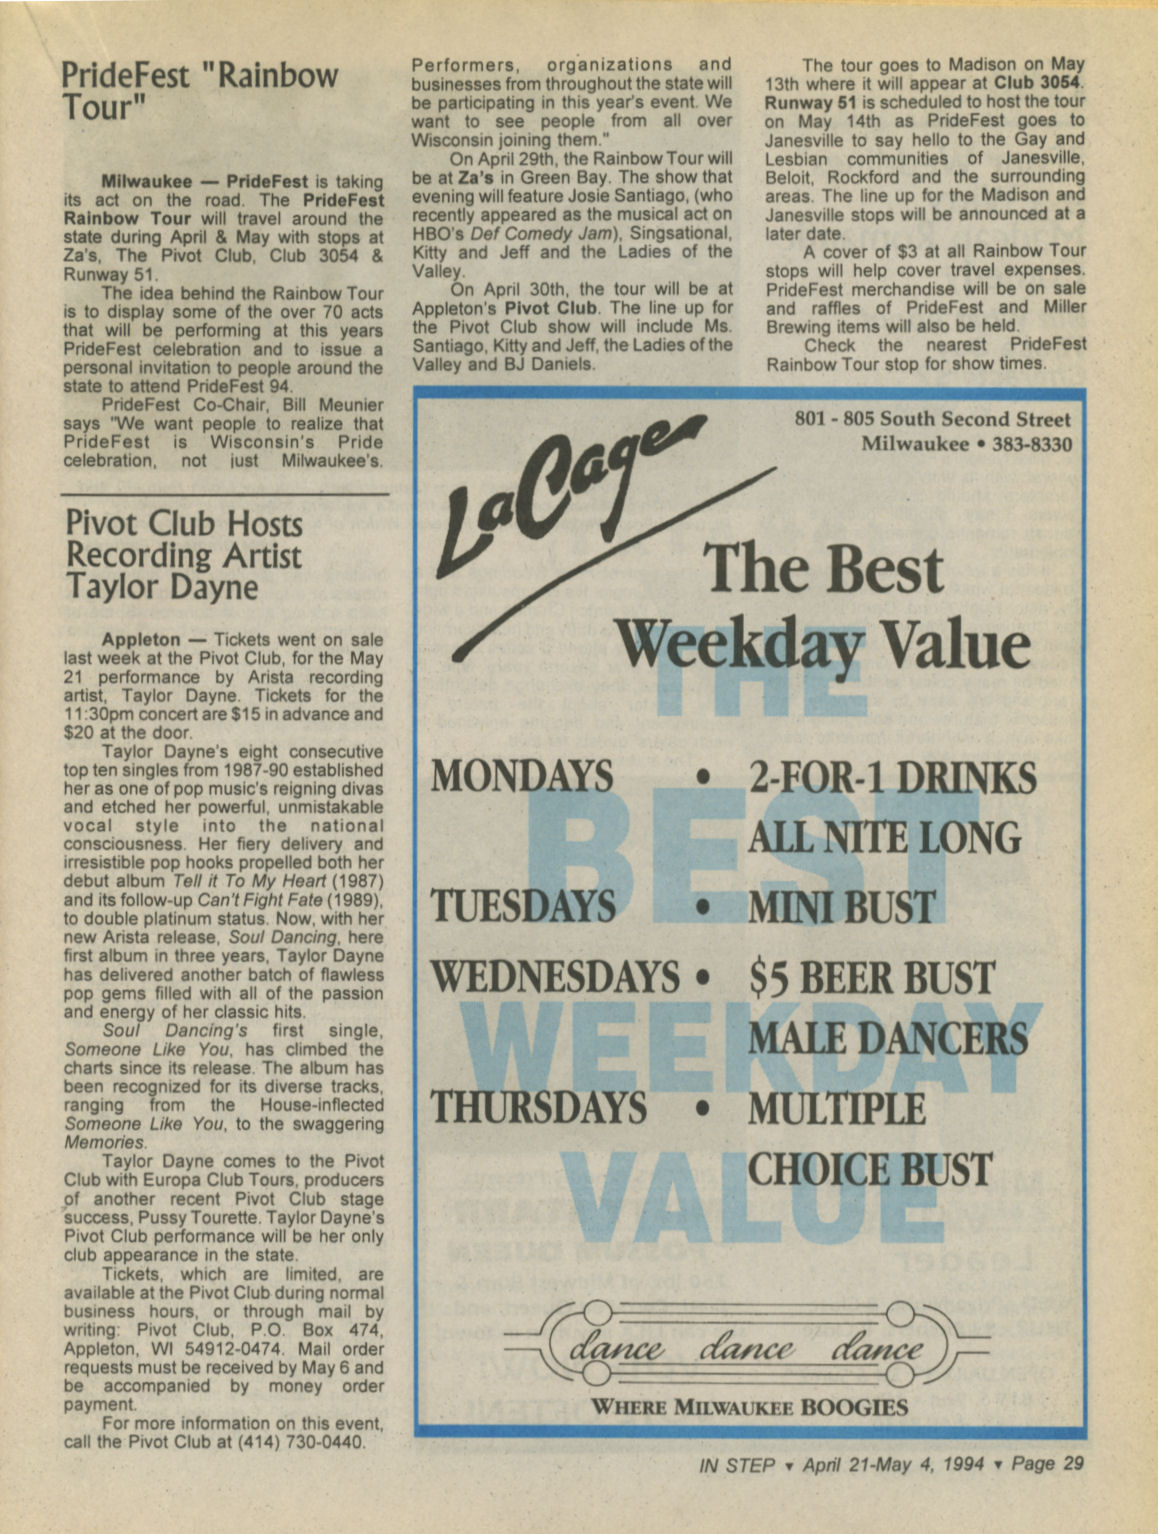 PrideFest "Rainbow
Tour"
Milwaukee — PrideFest is taking
its act on the road. The PrideFest
Rainbow Tour will travel around the
state during April & May with stops at
Za's, The Pivot Club, Club 3054 &
Runway 51.
The idea behind the Rainbow Tour
is to display some of the over 70 acts
that will be performing at this years
PrideFest celebration and to issue a
personal invitation to people around the
state to attend PrideFest 94.
PrideFest Co-Chair, Bill Meunier
says "We want people to realize that
PrideFest is Wisconsin's Pride
celebration, not just Milwaukee's.
Performers, organizations and
businesses from throughout the state will
be participating in this year's event. We
want to see people from all over
Wisconsin joining them."
On April 29th, the Rainbow Tour will
be at Za's in Green Bay. The show that
evening will feature Josie Santiago, (who
recently appeared as the musical act on
HBO's Def Comedy Jam), Singsational,
Kitty and Jeff and the Ladies of the
Valley.
On April 30th, the tour will be at
Appleton's Pivot Club. The line up for
the Pivot Club show will include Ms.
Santiago, Kitty and Jeff, the Ladies of the
Valley and BJ Daniels.
The tour goes to Madison on May
13th where it will appear at Club 3054.
Runway 51 is scheduled to host the tour
on May 14th as PrideFest goes to
Janesville to say hello to the Gay and
Lesbian communities of Janesville,
Beloit, Rockford and the surrounding
areas. The line up for the Madison and
Janesville stops will be announced at a
later date.
A cover of $3 at all Rainbow Tour
stops will help cover travel expenses.
PrideFest merchandise will be on sale
and raffles of PrideFest and Miller
Brewing items will also be held.
Check the nearest PrideFest
Rainbow Tour stop for show times.
Pivot Club Hosts
Recording Artist
Taylor Dayne
Appleton — Tickets went on sale
last week at the Pivot Club, for the May
21 performance by Arista recording
artist, Taylor Dayne. Tickets for the
11:30pm concert are $15 in advance and
$20 at the door.
Taylor Dayne's eight consecutive
top ten singles from 1987-90 established
her as one of pop music's reigning divas
and etched her powerful, unmistakable
vocal style into the national
consciousness. Her fiery delivery and
irresistible pop hooks propelled both her
debut album Tell it To My Heart (1987)
and its follow-up Can't Fight Fate (1989),
to double platinum status. Now, with her
new Arista release, Soul Dancing, here
first album in three years, Taylor Dayne
has delivered another batch of flawless
pop gems filled with all of the passion
and energy of her classic hits.
Soul Dancing's first single,
Someone Like You, has climbed the
charts since its release. The album has
been recognized for its diverse tracks,
ranging from the House-inflected
Someone Like You, to the swaggering
Memories.
Taylor Dayne comes to the Pivot
Club with Europa Club Tours, producers
of another recent Pivot Club stage
success, Pussy Tourette. Taylor Dayne's
Pivot Club performance will be her only
club appearance in the state.
Tickets, which are limited, are
available at the Pivot Club during normal
business hours, or through mail by
writing: Pivot Club, P.O. Box 474,
Appleton, WI 54912-0474. Mail order
requests must be received by May 6 and
be accompanied by money order
payment.
For more information on this event,
call the Pivot Club at (414) 730-0440.
La Cage
801 - 805 South Second Street
Milwaukee • 383-8330
The Best
Weekday Value
THE
BEST
WEEKDAY
VALUE
MONDAYS • 2-FOR-1 DRINKS
ALL NITE LONG
TUESDAYS • MINI BUST
WEDNESDAYS • $5 BEER BUST
MALE DANCERS
THURSDAYS • MULTIPLE
CHOICE BUST
dance dance dance
WHERE MILWAUKEE BOOGIES
IN STEP ▾ April 21-May 4, 1994 ▾ Page 29